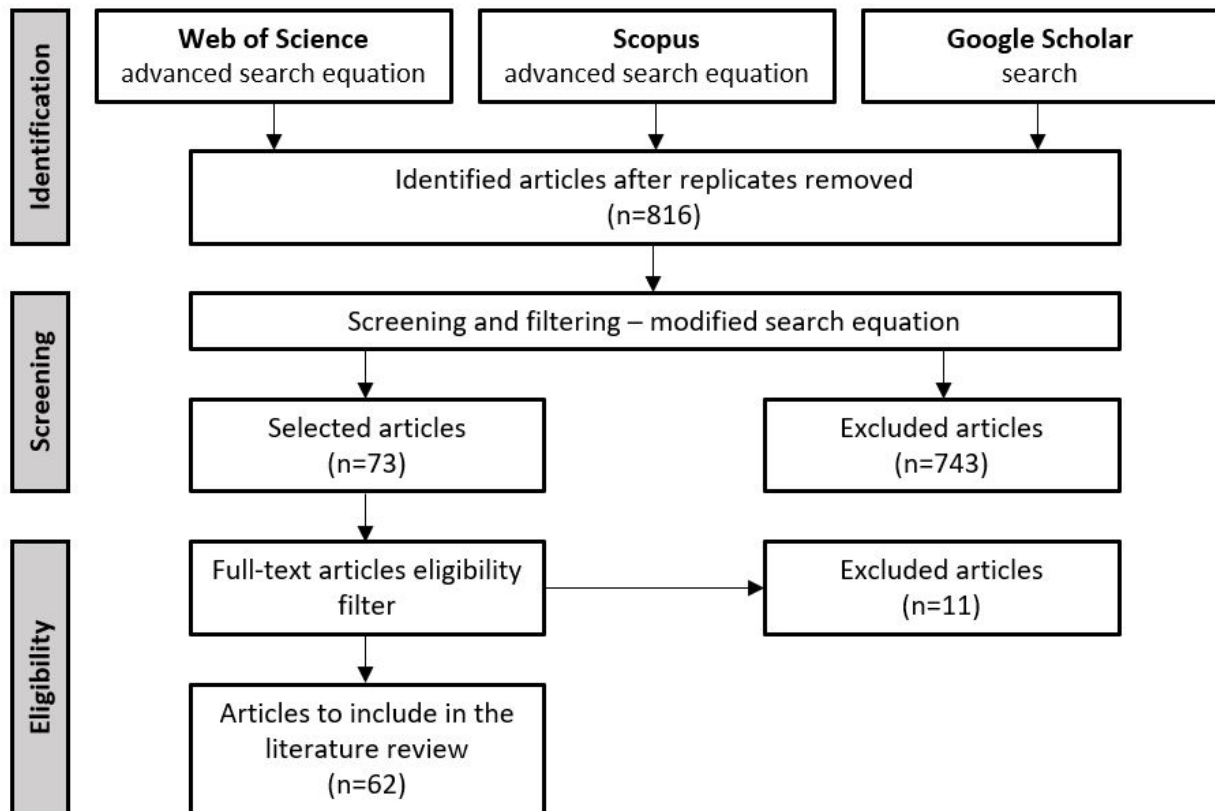 Identification
Web of Science
advanced search equation
Scopus
advanced search equation
Google Scholar
search
Identified articles after replicates removed
(n=816)
Screening
Screening and filtering – modified search equation
Selected articles
(n=73)
Excluded articles
(n=743)
Eligibility
Full-text articles eligibility
filter
Excluded articles
(n=11)
Articles to include in the
literature review
(n=62)